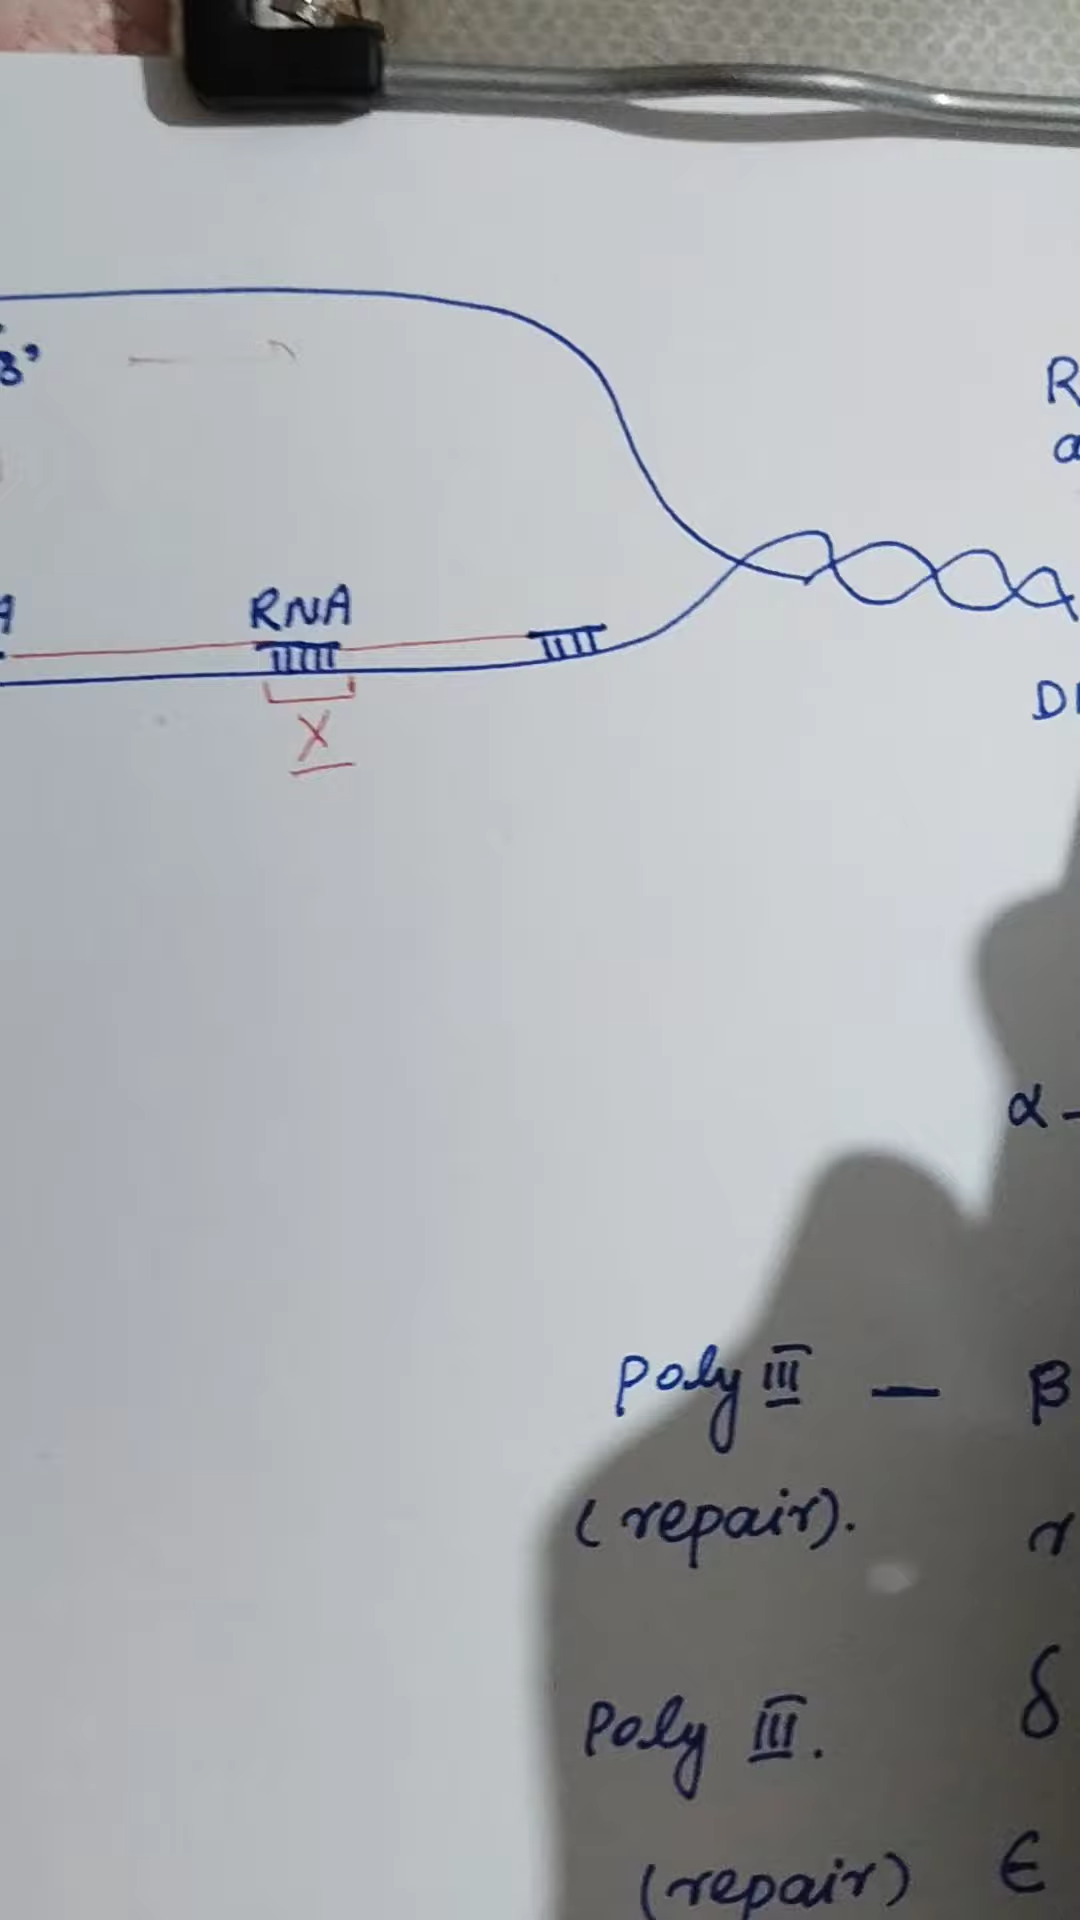 3'
R
a
A RNA
X
D
α -
Poly III — β
(repair). r
Poly III. δ
(repair) ε